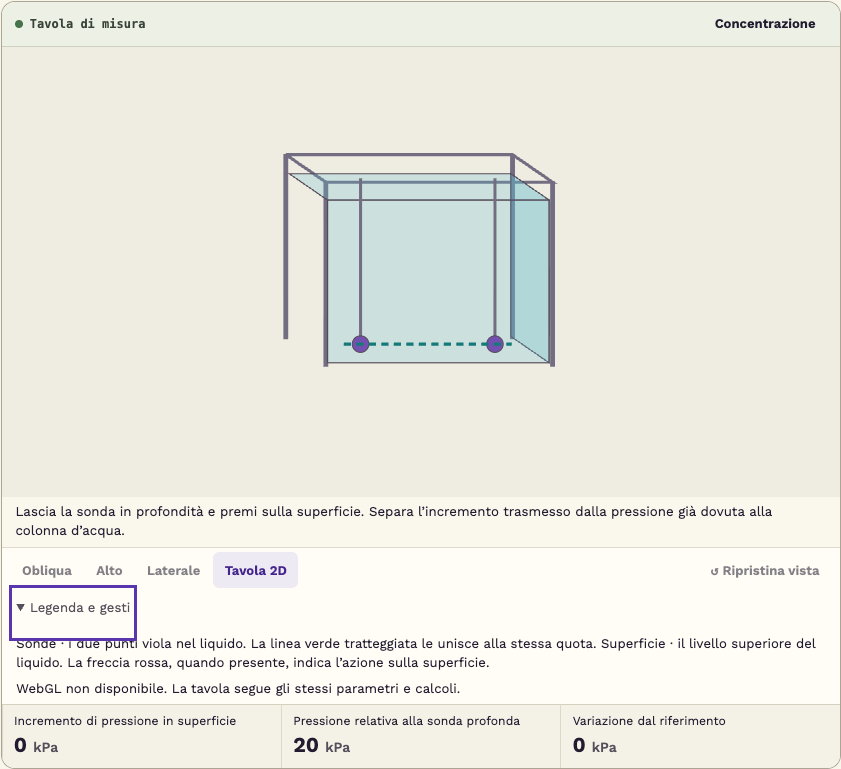 Tavola di misura
Concentrazione
Lascia la sonda in profondità e premi sulla superficie. Separa l’incremento trasmesso dalla pressione già dovuta alla
colonna d’acqua.
Obliqua Alto Laterale Tavola 2D ↺ Ripristina vista
▼ Legenda e gesti
Sonde · i due punti viola nel liquido. La linea verde tratteggiata le unisce alla stessa quota. Superficie · il livello superiore del
liquido. La freccia rossa, quando presente, indica l’azione sulla superficie.
WebGL non disponibile. La tavola segue gli stessi parametri e calcoli.
Incremento di pressione in superficie
0 kPa
Pressione relativa alla sonda profonda
20 kPa
Variazione dal riferimento
0 kPa